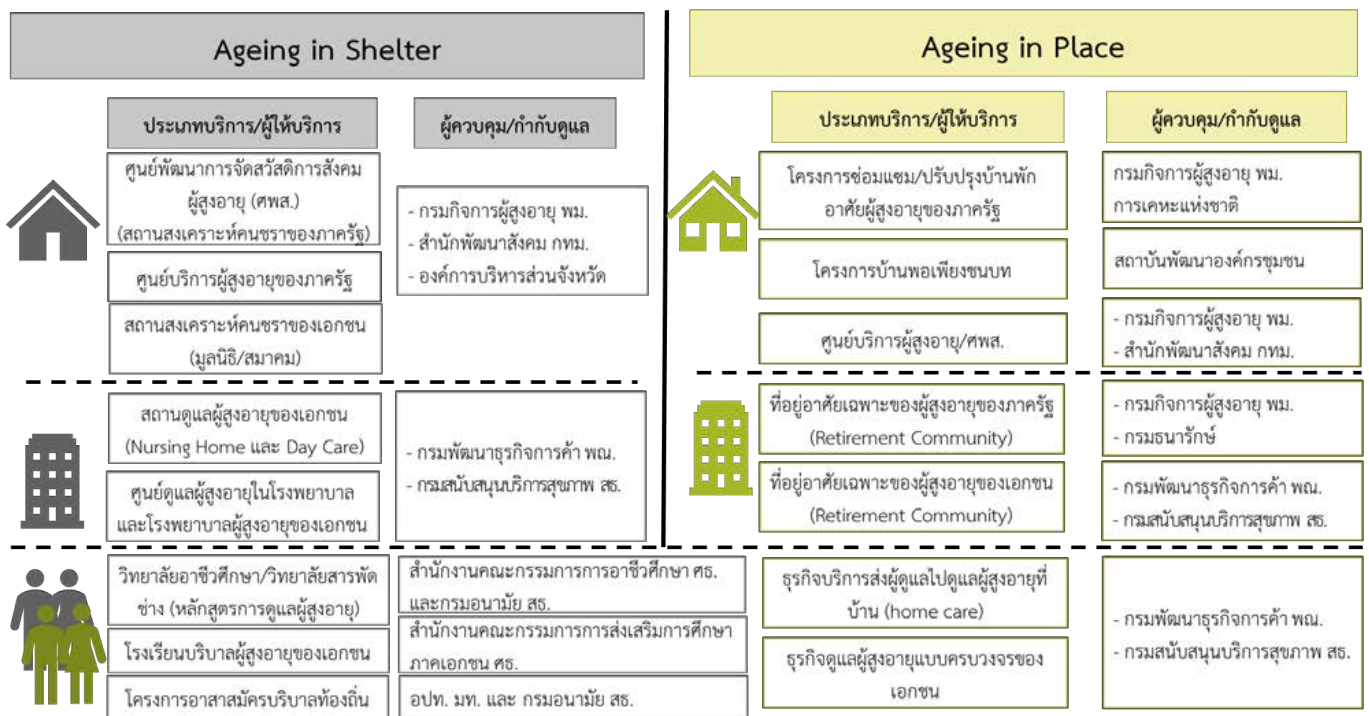 Ageing in Shelter
ประเภทบริการ/ผู้ให้บริการ
ผู้ควบคุม/กำกับดูแล
ศูนย์พัฒนาการจัดสวัสดิการสังคม
ผู้สูงอายุ (ศพส.)
(สถานสงเคราะห์คนชราของภาครัฐ)
ศูนย์บริการผู้สูงอายุของภาครัฐ
สถานสงเคราะห์คนชราของเอกชน
(มูลนิธิ/สมาคม)
- กรมกิจการผู้สูงอายุ พม.
- สำนักพัฒนาสังคม กทม.
- องค์การบริหารส่วนจังหวัด
สถานดูแลผู้สูงอายุของเอกชน
(Nursing Home และ Day Care)
ศูนย์ดูแลผู้สูงอายุในโรงพยาบาล
และโรงพยาบาลผู้สูงอายุของเอกชน
- กรมพัฒนาธุรกิจการค้า พณ.
- กรมสนับสนุนบริการสุขภาพ สธ.
วิทยาลัยอาชีวศึกษา/วิทยาลัยสารพัด
ช่าง (หลักสูตรการดูแลผู้สูงอายุ)
สำนักงานคณะกรรมการการอาชีวศึกษา ศธ.
และกรมอนามัย สธ.
โรงเรียนบริบาลผู้สูงอายุของเอกชน
สำนักงานคณะกรรมการการส่งเสริมการศึกษา
ภาคเอกชน ศธ.
โครงการอาสาสมัครบริบาลท้องถิ่น
อปท. มท. และ กรมอนามัย สธ.
Ageing in Place
ประเภทบริการ/ผู้ให้บริการ
ผู้ควบคุม/กำกับดูแล
โครงการซ่อมแซม/ปรับปรุงบ้านพัก
อาศัยผู้สูงอายุของภาครัฐ
กรมกิจการผู้สูงอายุ พม.
การเคหะแห่งชาติ
โครงการบ้านพอเพียงชนบท
สถาบันพัฒนาองค์กรชุมชน
ศูนย์บริการผู้สูงอายุ/ศพส.
- กรมกิจการผู้สูงอายุ พม.
- สำนักพัฒนาสังคม กทม.
ที่อยู่อาศัยเฉพาะของผู้สูงอายุของภาครัฐ
(Retirement Community)
- กรมกิจการผู้สูงอายุ พม.
- กรมธนารักษ์
ที่อยู่อาศัยเฉพาะของผู้สูงอายุของเอกชน
(Retirement Community)
- กรมพัฒนาธุรกิจการค้า พณ.
- กรมสนับสนุนบริการสุขภาพ สธ.
ธุรกิจบริการส่งผู้ดูแลไปดูแลผู้สูงอายุที่
บ้าน (home care)
ธุรกิจดูแลผู้สูงอายุแบบครบวงจรของ
เอกชน
- กรมพัฒนาธุรกิจการค้า พณ.
- กรมสนับสนุนบริการสุขภาพ สธ.